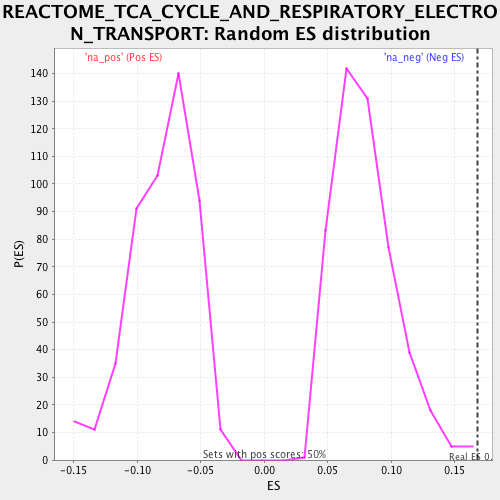 REACTOME_TCA_CYCLE_AND_RESPIRATORY_ELECTRO
N_TRANSPORT: Random ES distribution
'na_pos' (Pos ES)
'na_neg' (Neg ES)
140
130
120
110
100
90
80
70
60
50
40
30
20
10
0
P(ES)
Sets with pos scores: 50%
Real ES 0.
-0.15
-0.10
-0.05
0.00
0.05
0.10
0.15
ES